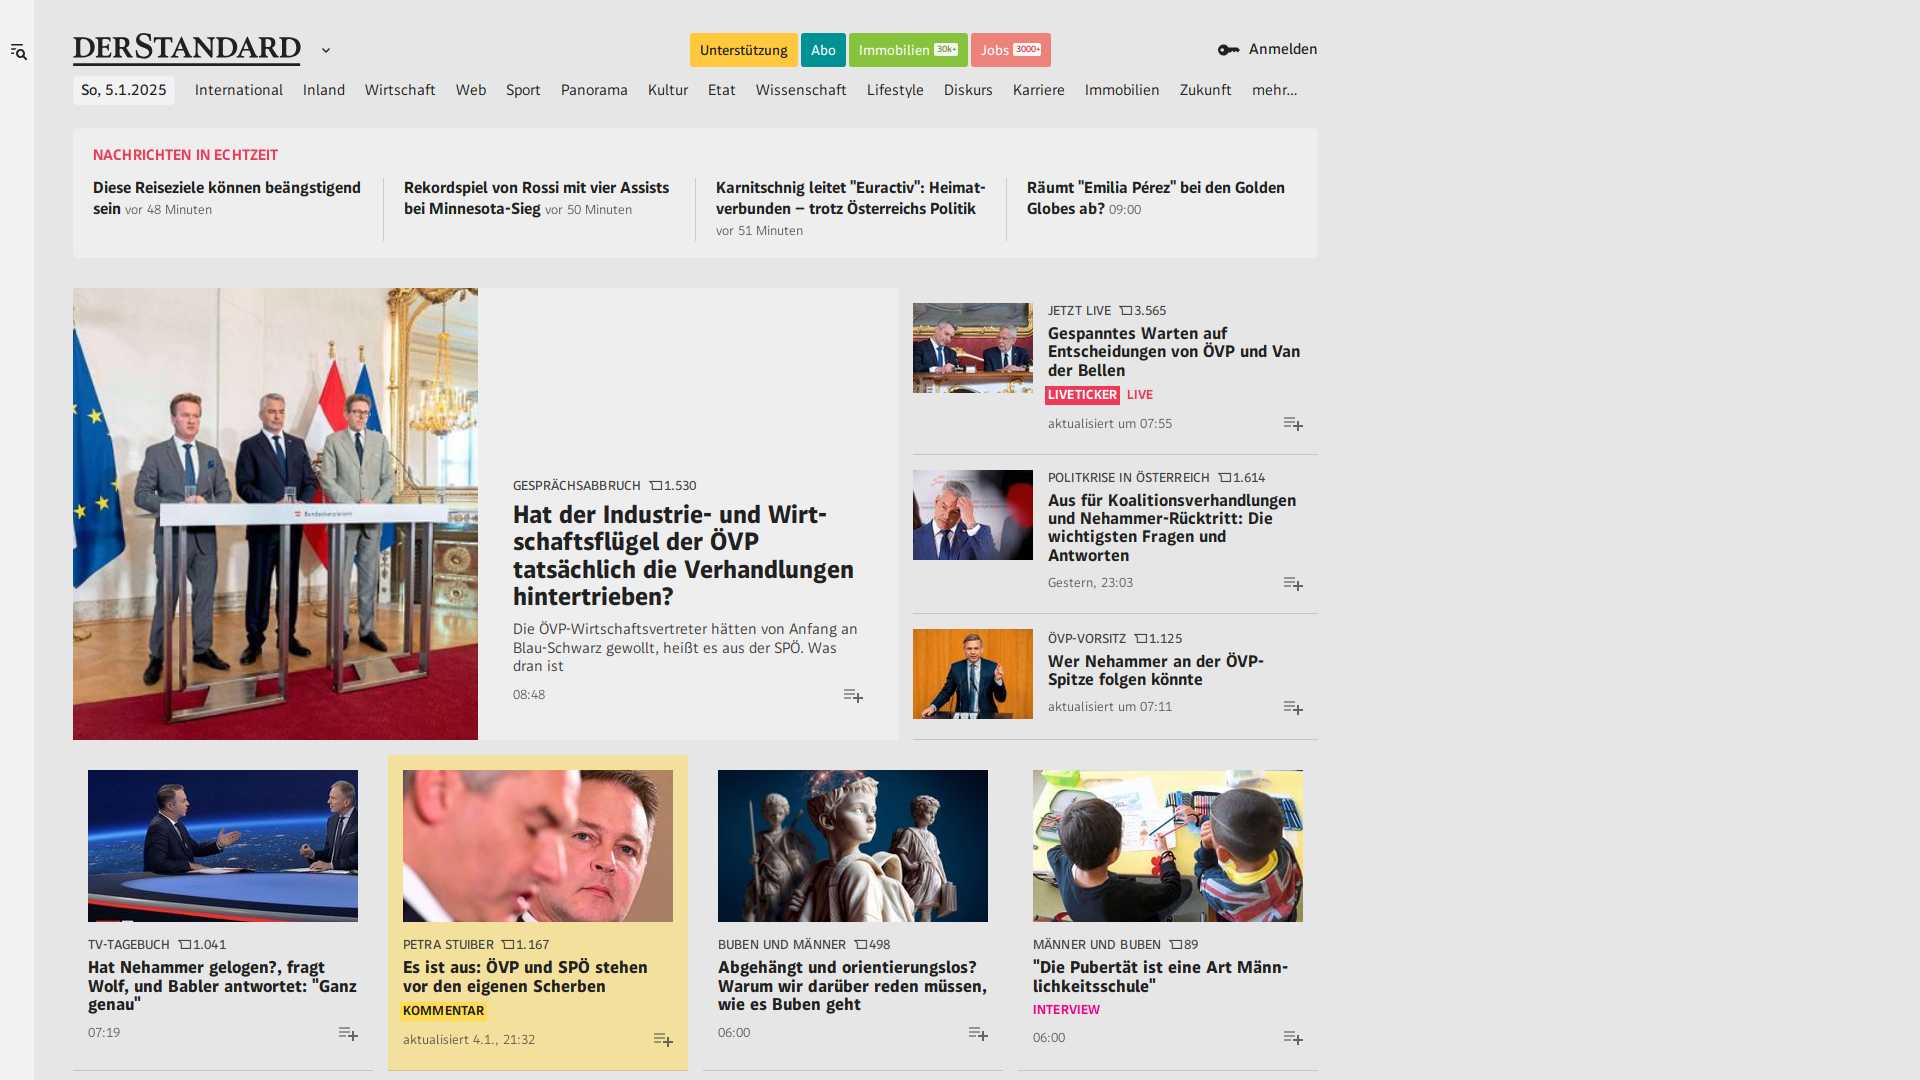 DERSTANDARD
Unterstützung Abo Immobilien 30k+ Jobs 3000+
Anmelden
So, 5.1.2025 International Inland Wirtschaft Web Sport Panorama Kultur Etat Wissenschaft Lifestyle Diskurs Karriere Immobilien Zukunft mehr...
NACHRICHTEN IN ECHTZEIT
Diese Reiseziele können beängstigend
sein vor 48 Minuten
Rekordspiel von Rossi mit vier Assists
bei Minnesota-Sieg vor 50 Minuten
Karnitschnig leitet "Euractiv": Heimat-
verbunden – trotz Österreichs Politik
vor 51 Minuten
Räumt "Emilia Pérez" bei den Golden
Globes ab? 09:00
GESPRÄCHSABBRUCH 1.530
Hat der Industrie- und Wirt-
schaftsflügel der ÖVP
tatsächlich die Verhandlungen
hintertrieben?
Die ÖVP-Wirtschaftsvertreter hätten von Anfang an
Blau-Schwarz gewollt, heißt es aus der SPÖ. Was
dran ist
08:48
JETZT LIVE 3.565
Gespanntes Warten auf
Entscheidungen von ÖVP und Van
der Bellen
LIVETICKER LIVE
aktualisiert um 07:55
POLITKRISE IN ÖSTERREICH 1.614
Aus für Koalitionsverhandlungen
und Nehammer-Rücktritt: Die
wichtigsten Fragen und
Antworten
Gestern, 23:03
ÖVP-VORSITZ 1.125
Wer Nehammer an der ÖVP-
Spitze folgen könnte
aktualisiert um 07:11
TV-TAGEBUCH 1.041
Hat Nehammer gelogen?, fragt
Wolf, und Babler antwortet: "Ganz
genau"
07:19
PETRA STUIBER 1.167
Es ist aus: ÖVP und SPÖ stehen
vor den eigenen Scherben
KOMMENTAR
aktualisiert 4.1., 21:32
BUBEN UND MÄNNER 498
Abgehängt und orientierungslos?
Warum wir darüber reden müssen,
wie es Buben geht
06:00
MÄNNER UND BUBEN 89
"Die Pubertät ist eine Art Männ-
lichkeitsschule"
INTERVIEW
06:00